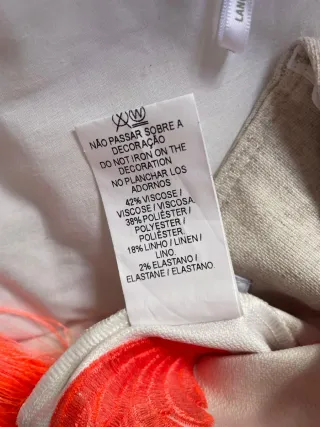 LAN
NÃO PASSAR SOBRE A
DECORAÇÃO
DO NOT IRON ON THE
DECORATION
NO PLANCHAR LOS
ADORNOS
42% VISCOSE /
VISCOSE / VISCOSA.
38% POLIÉSTER /
POLYESTER /
POLIÉSTER.
18% LINHO / LINEN /
LINO.
2% ELASTANO /
ELASTANE / ELASTANO.